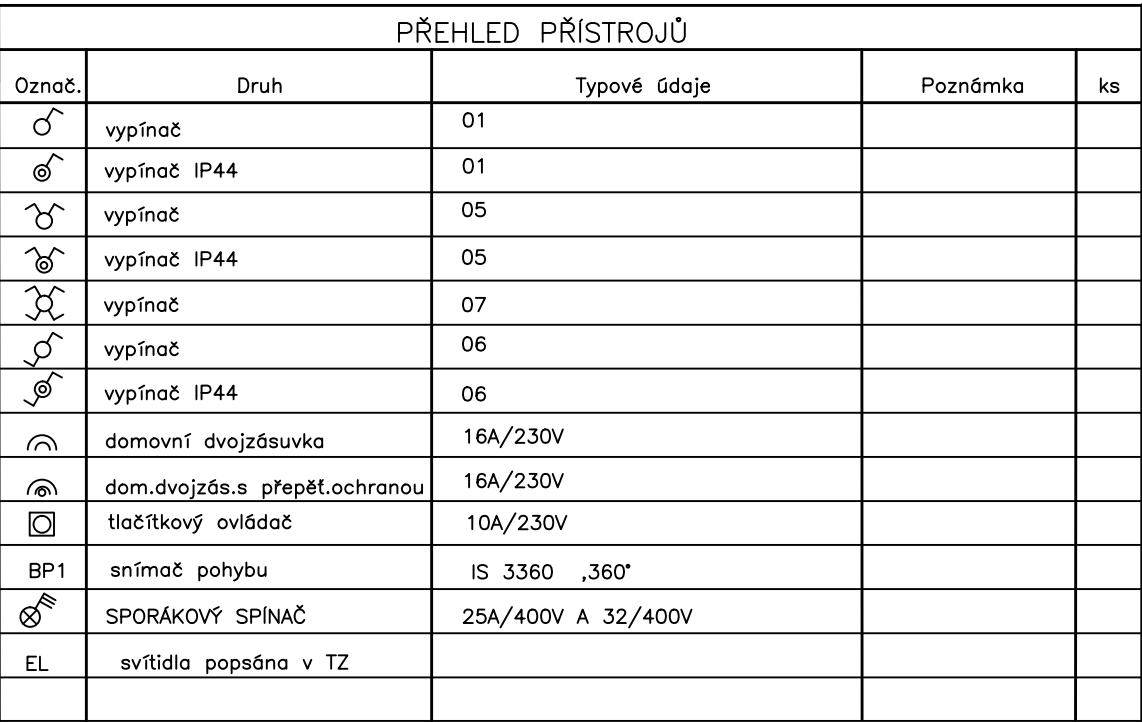 PŘEHLED PŘÍSTROJŮ
Označ. Druh Typové údaje Poznámka ks
vypínač 01
vypínač IP44 01
vypínač 05
vypínač IP44 05
vypínač 07
vypínač 06
vypínač IP44 06
domovní dvojzásuvka 16A/230V
dom.dvojzás.s přepěť.ochranou 16A/230V
tlačítkový ovládač 10A/230V
BP1 snímač pohybu IS 3360 ,360°
SPORÁKOVÝ SPÍNAČ 25A/400V A 32/400V
EL svítidla popsána v TZ